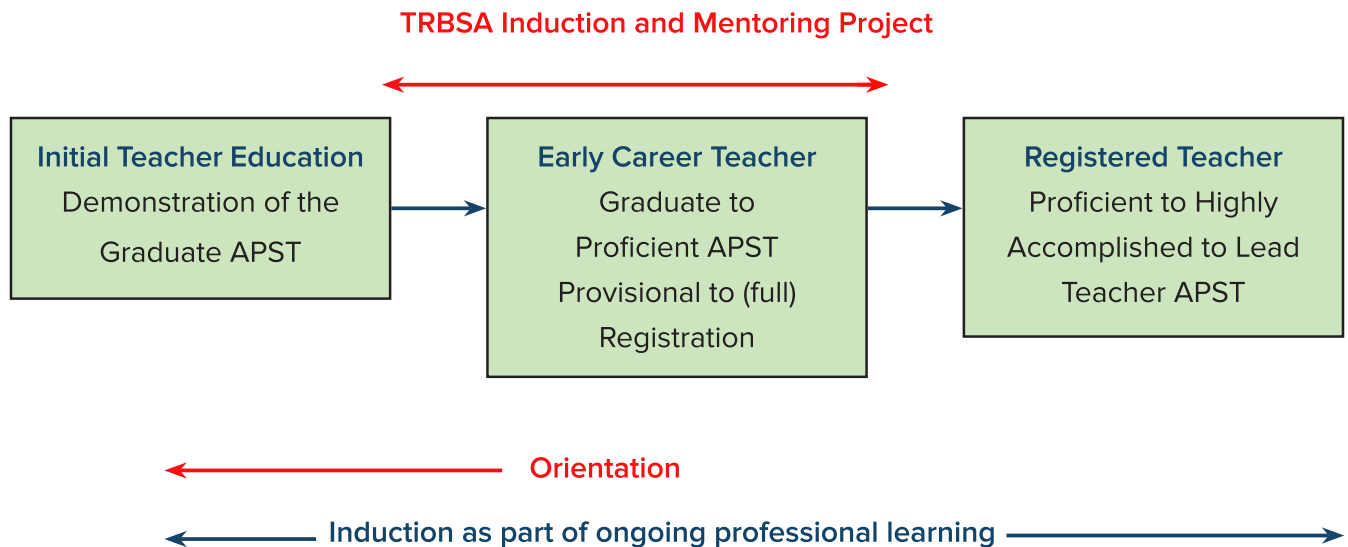 TRBSA Induction and Mentoring Project
Initial Teacher Education
Demonstration of the
Graduate APST
Early Career Teacher
Graduate to
Proficient APST
Provisional to (full)
Registration
Registered Teacher
Proficient to Highly
Accomplished to Lead
Teacher APST
Orientation
Induction as part of ongoing professional learning